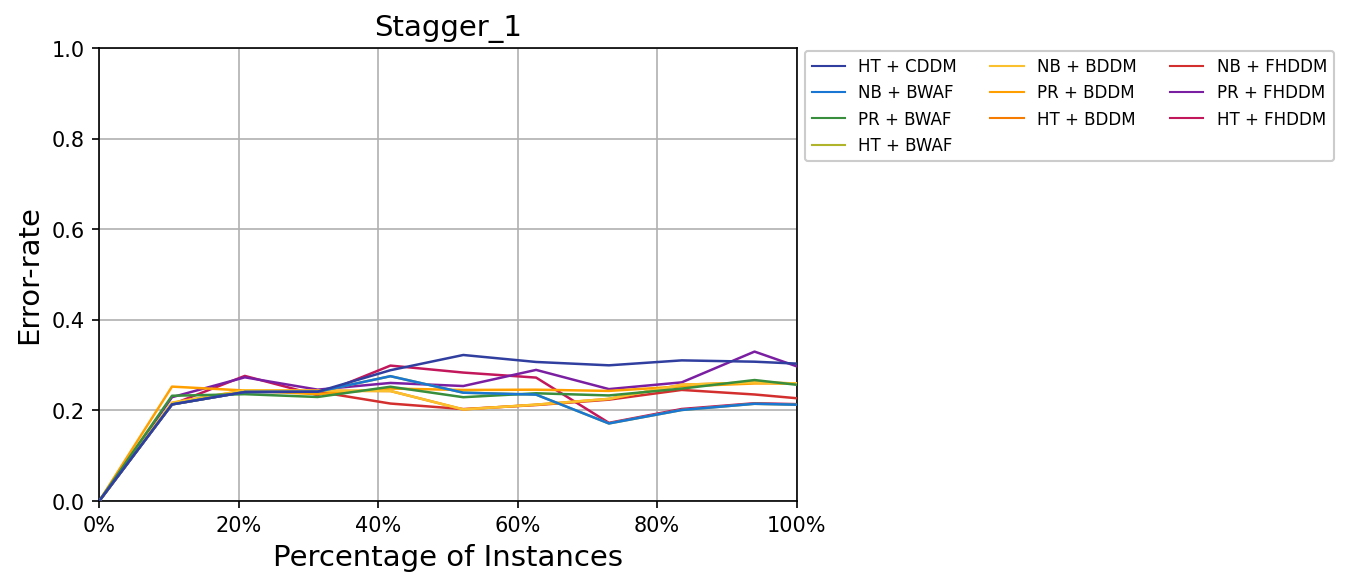 Stagger_1
1.0
0.8
0.6
0.4
0.2
0.0
Error-rate
0% 20% 40% 60% 80% 100%
Percentage of Instances
HT + CDDM NB + BDDM NB + FHDDM
NB + BWAF PR + BDDM PR + FHDDM
PR + BWAF HT + BDDM HT + FHDDM
HT + BWAF